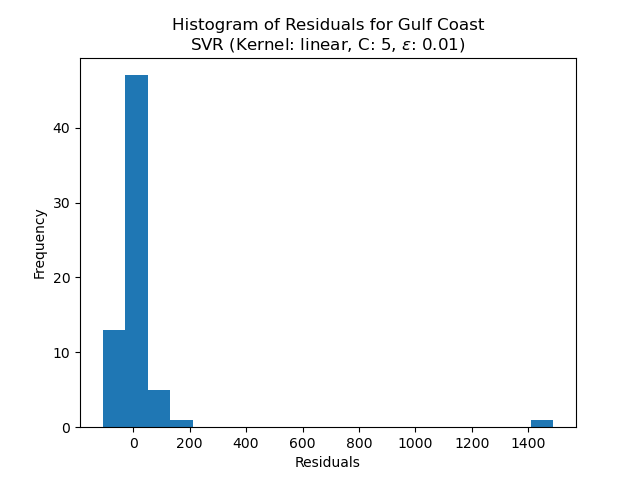 Histogram of Residuals for Gulf Coast
SVR (Kernel: linear, C: 5, ε: 0.01)
Frequency
40
30
20
10
0
0 200 400 600 800 1000 1200 1400
Residuals